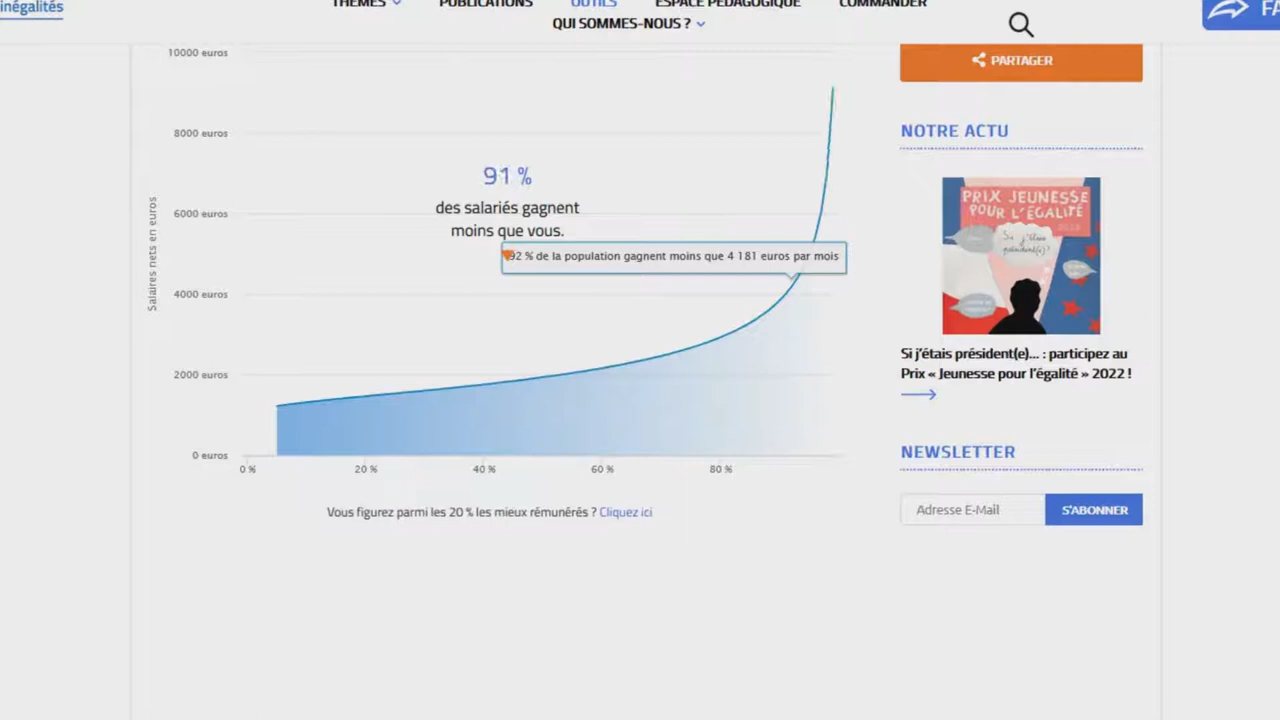 inégalités
THÈMES
PUBLICATIONS
OUTILS
ESPACE PÉDAGOGIQUE
COMMANDER
QUI SOMMES-NOUS ?
FA
PARTAGER
10000 euros
8000 euros
6000 euros
4000 euros
2000 euros
0 euros
Salaires nets en euros
91 %
des salariés gagnent
moins que vous.
92 % de la population gagnent moins que 4 181 euros par mois
0 %
20 %
40 %
60 %
80 %
Vous figurez parmi les 20 % les mieux rémunérés ? Cliquez ici
NOTRE ACTU
PRIX JEUNESSE
POUR L'ÉGALITÉ
Si j'étais
président(e)...
Si j'étais président(e)... : participez au
Prix « Jeunesse pour l'égalité » 2022 !
NEWSLETTER
Adresse E-Mail
S'ABONNER